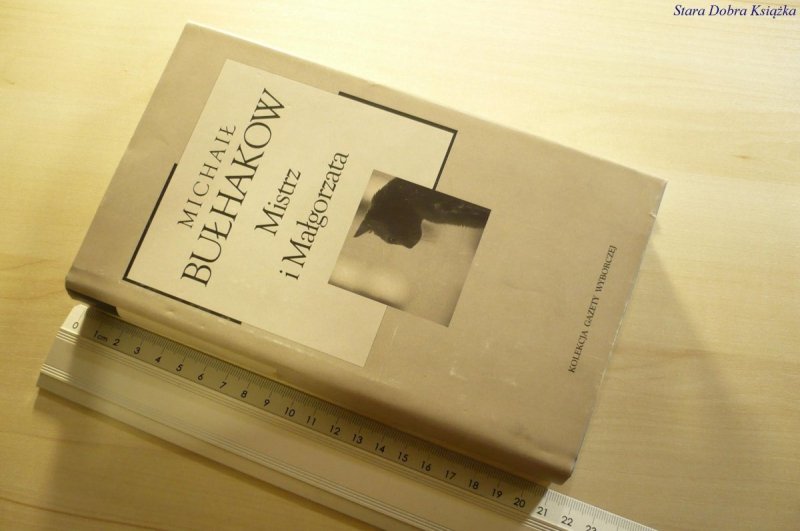 Stara Dobra Książka
MICHAIŁ
BUŁHAKOW
Mistrz
i Małgorzata
KOLEKCJA GAZETY WYBORCZEJ
0 1cm 2 3 4 5 6 7 8 9 10 11 12 13 14 15 16 17 18 19 20 21 22 23